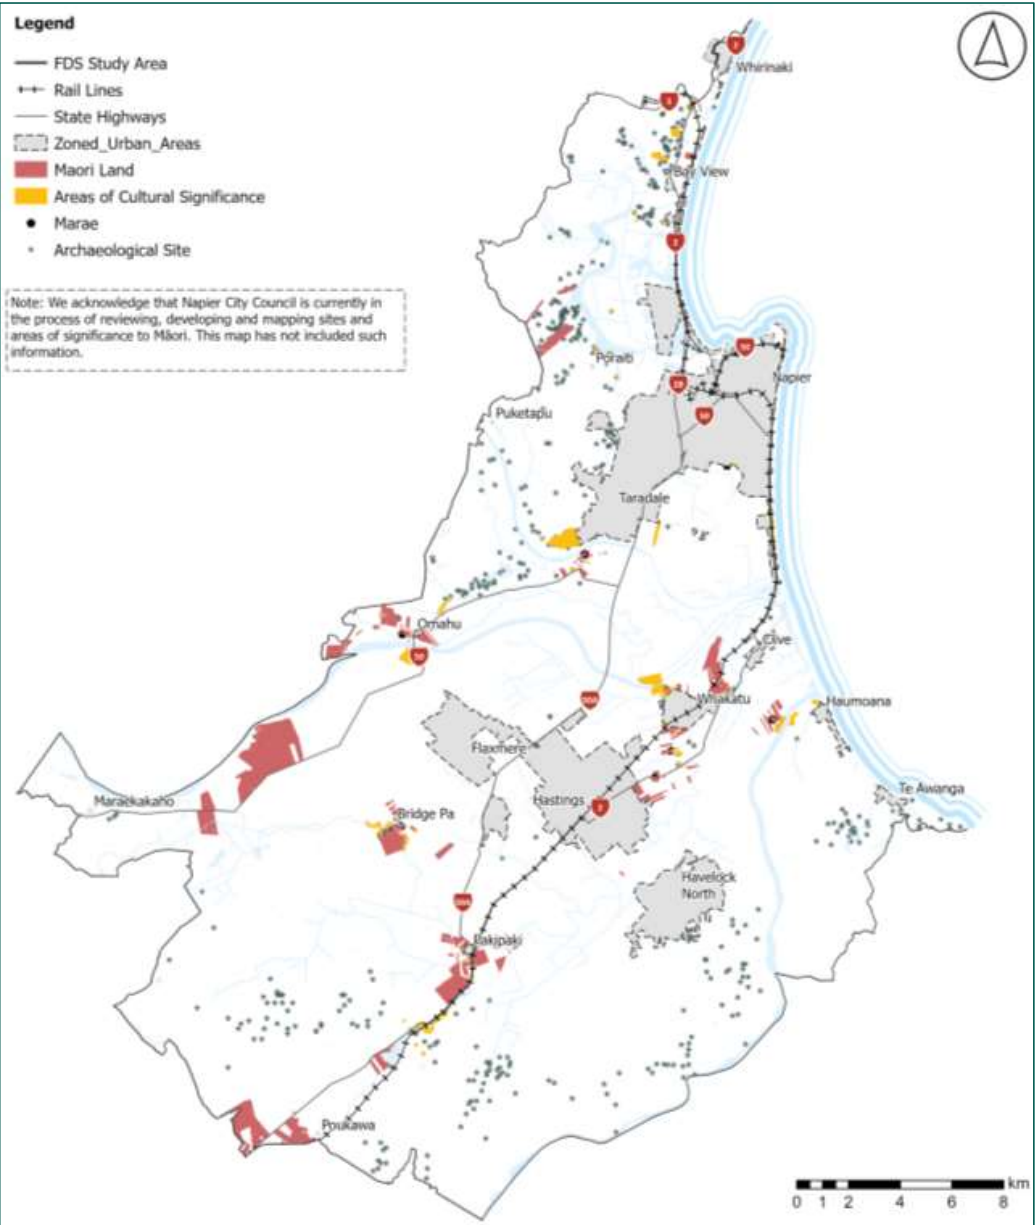 Legend
FDS Study Area
Rail Lines
State Highways
Zoned_Urban_Areas
Maori Land
Areas of Cultural Significance
Marae
Archaeological Site
Note: We acknowledge that Napier City Council is currently in
the process of reviewing, developing and mapping sites and
areas of significance to Māori. This map has not included such
information.
Whirinaki
Bay View
Poraiti
Napier
Puketapu
Taradale
Omahu
Clive
Whakatu
Haumoana
Flaxmere
Maraekakaho
Hastings
Te Awanga
Bridge Pa
Havelock
North
Pakipaki
Poukawa
km
0 1 2 4 6 8